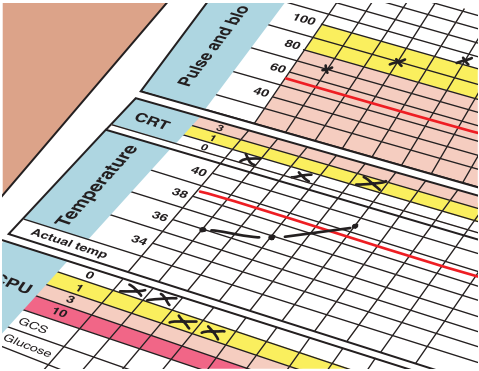 Pulse and blo
100
80
60
40
CRT
3
1
0
Temperature
40
38
36
34
Actual temp
CPU
0
1
3
10
GCS
Glucose